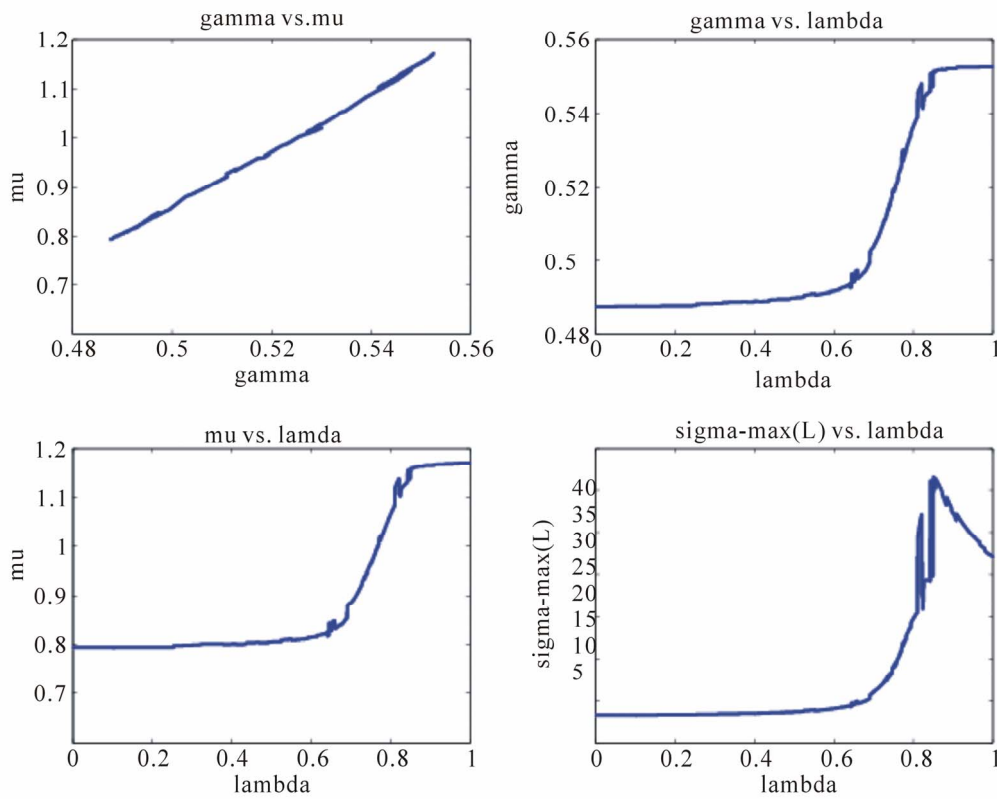 gamma vs.mu
1.2
1.1
1
0.9
0.8
0.7
mu
0.48 0.5 0.52 0.54 0.56
gamma
gamma vs. lambda
0.56
0.54
0.52
0.5
0.48
gamma
0 0.2 0.4 0.6 0.8 1
lambda
mu vs. lamda
1.2
1.1
1
0.9
0.8
0.7
mu
0 0.2 0.4 0.6 0.8 1
lambda
sigma-max(L) vs. lambda
40
35
30
25
20
15
10
5
sigma-max(L)
0 0.2 0.4 0.6 0.8 1
lambda